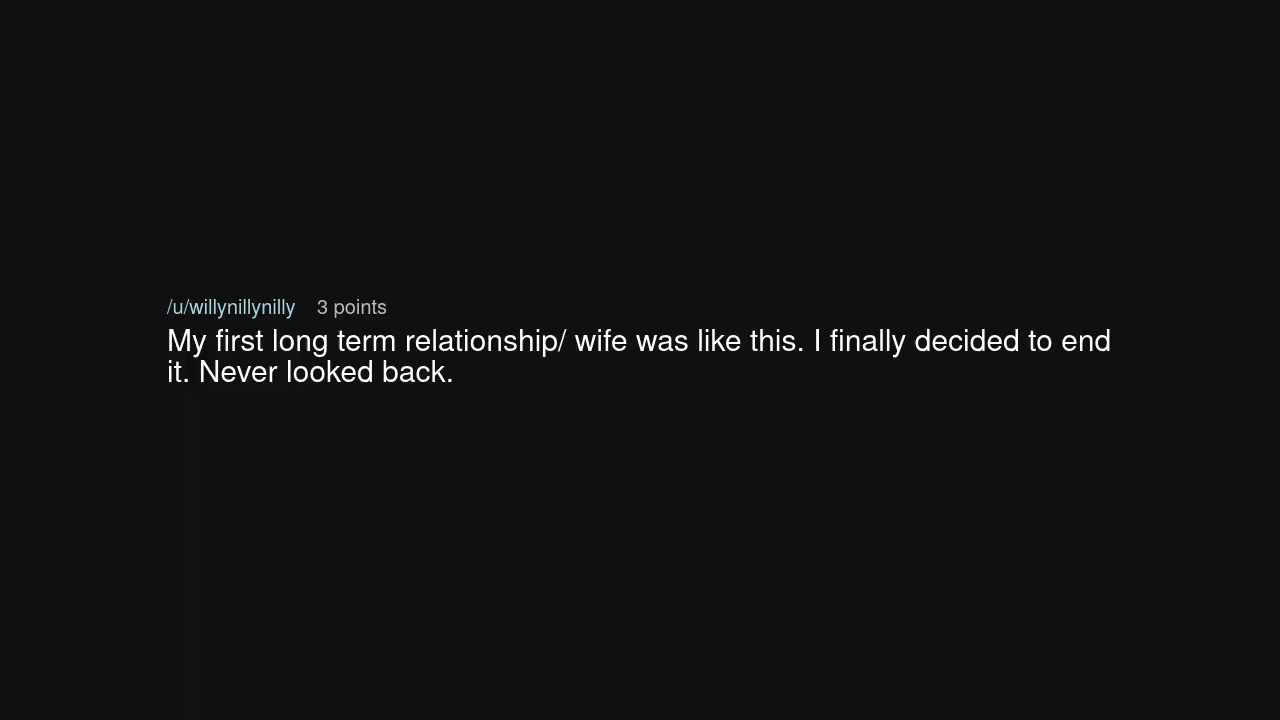 /u/willynillynilly 3 points
My first long term relationship/ wife was like this. I finally decided to end
it. Never looked back.